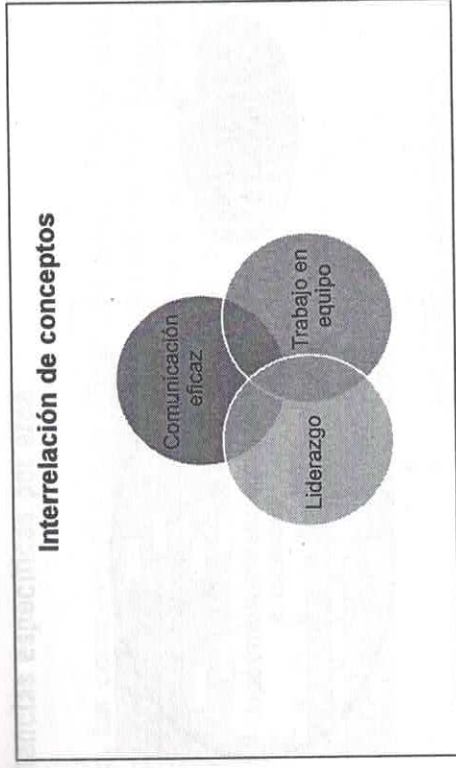 Interrelación de conceptos
Comunicación
eficaz
Liderazgo
Trabajo en
equipo